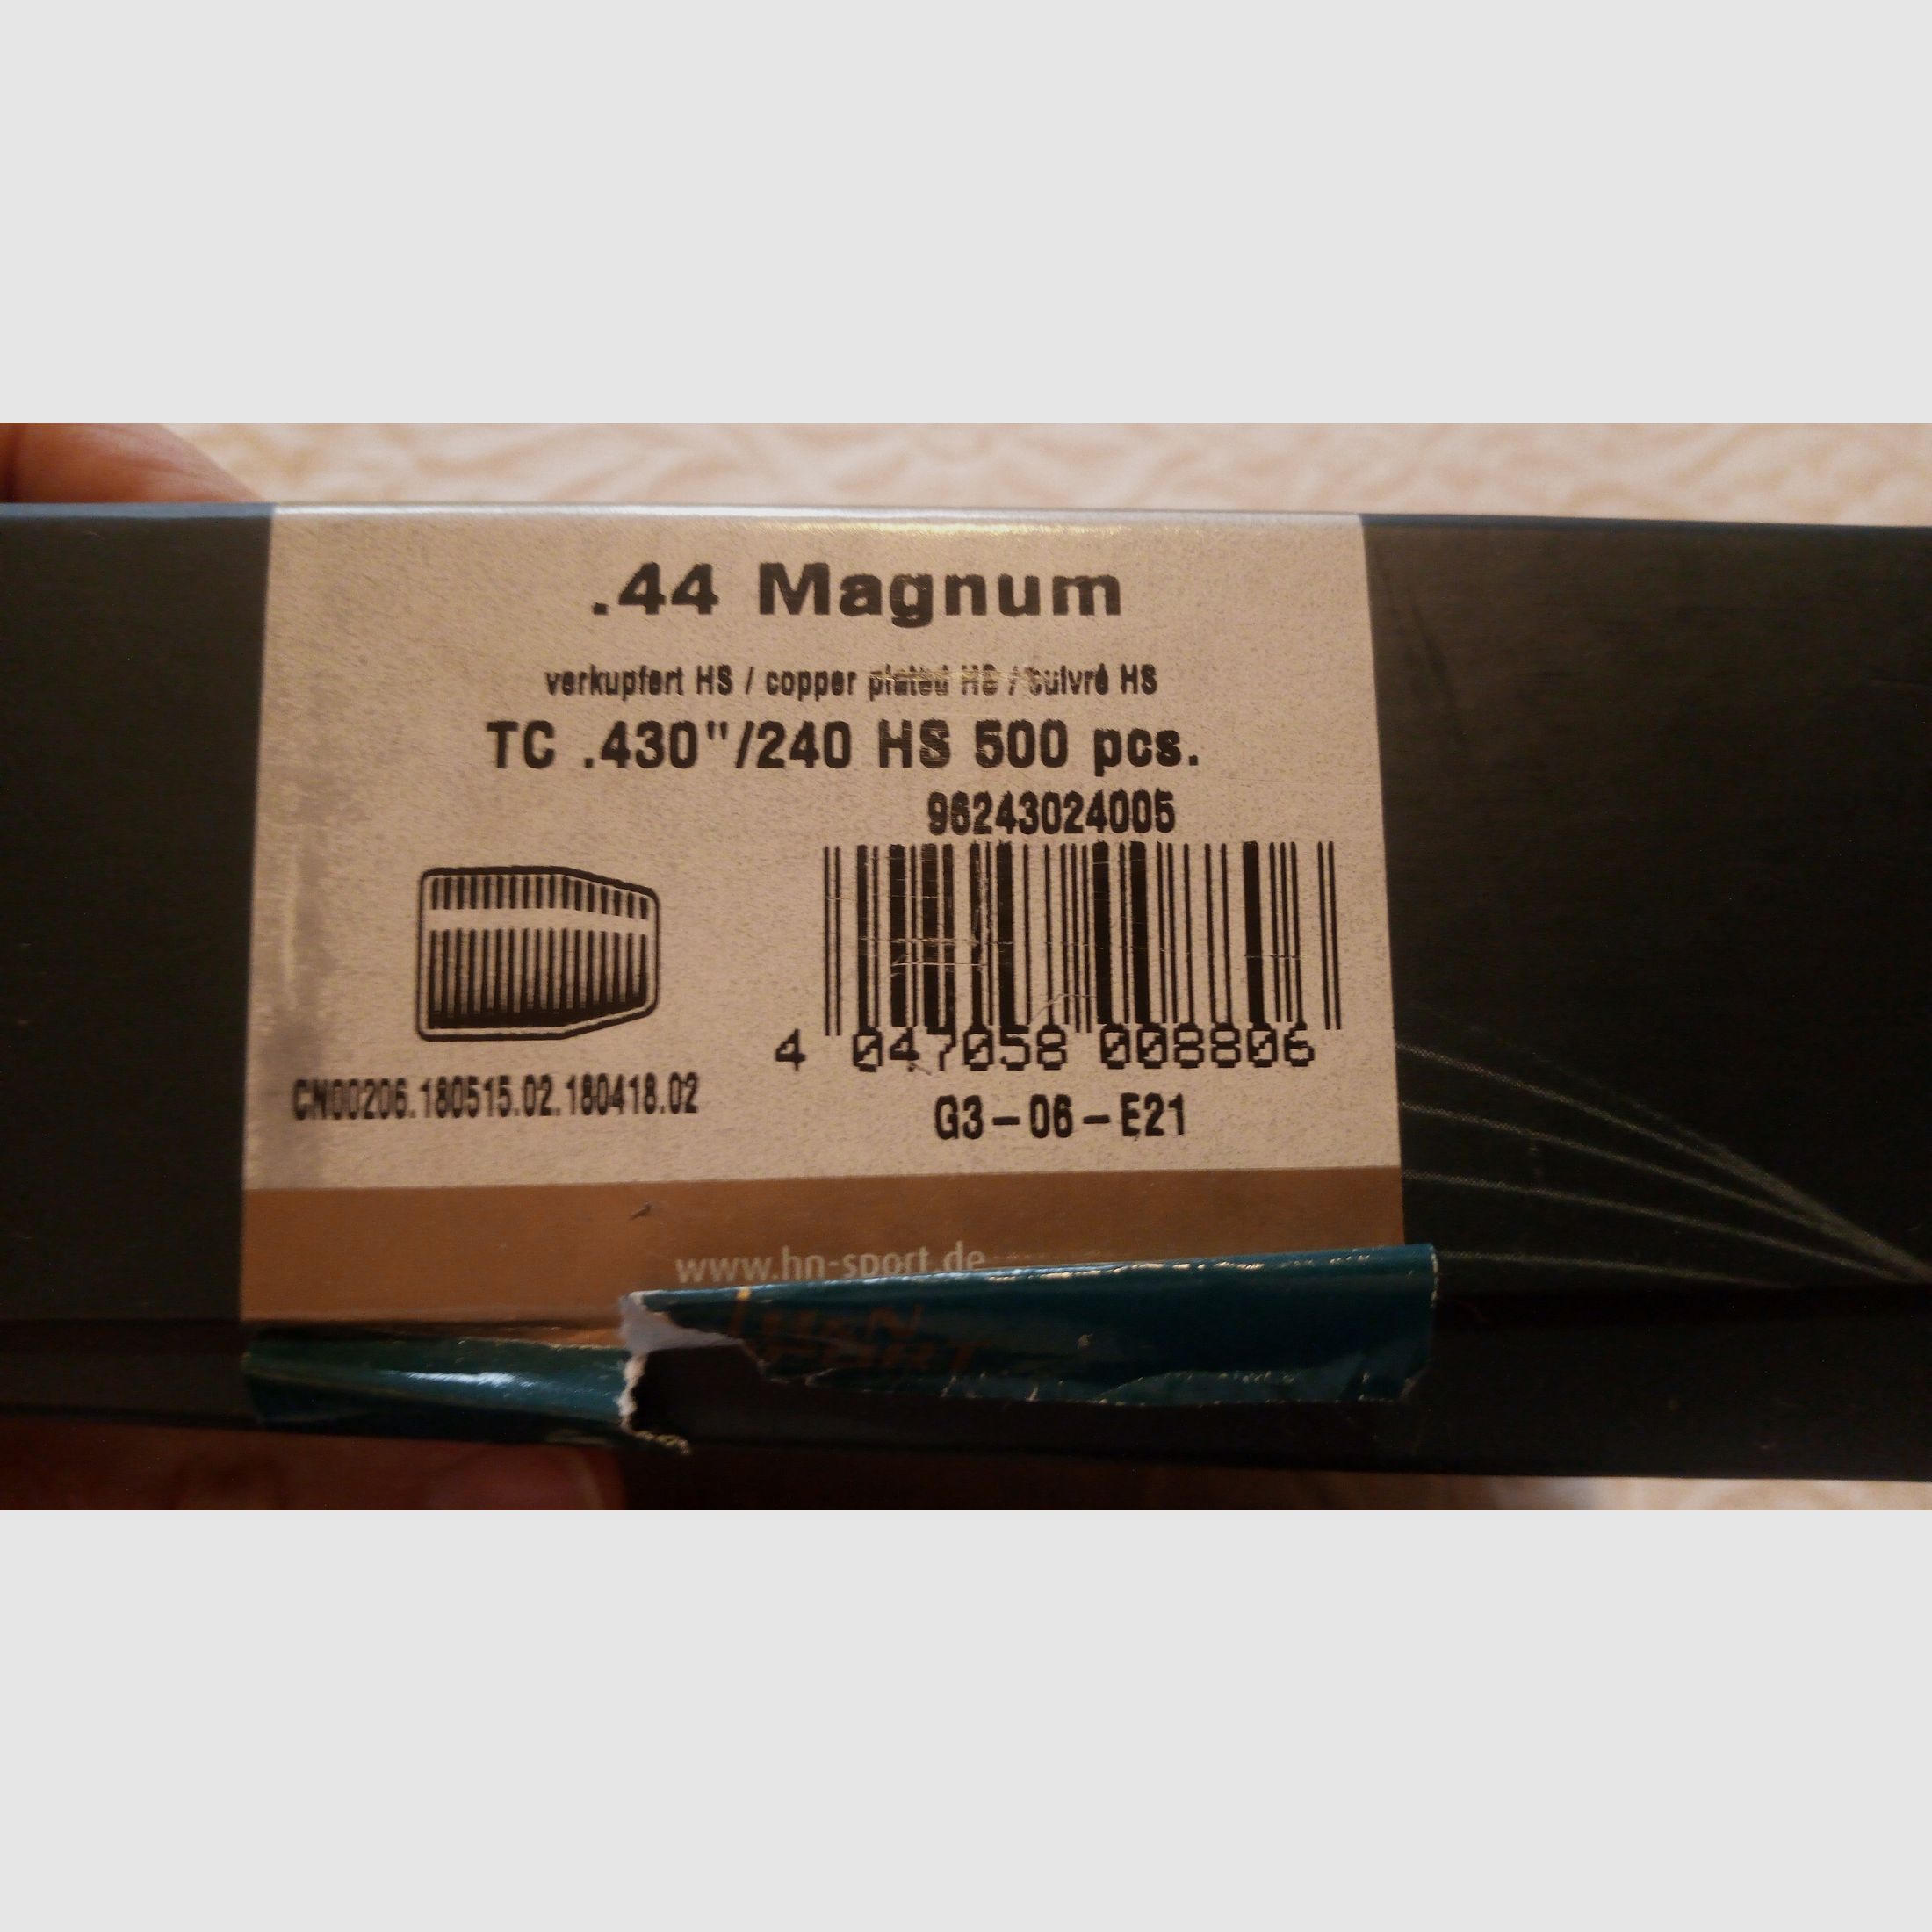 .44 Magnum
verkupfert HS / copper plated HS / cuivré HS
TC .430"/240 HS 500 pcs.
96243024005
4 047058 008806
CN00206.180515.02.180418.02
G3-06-E21
www.hn-sport.de